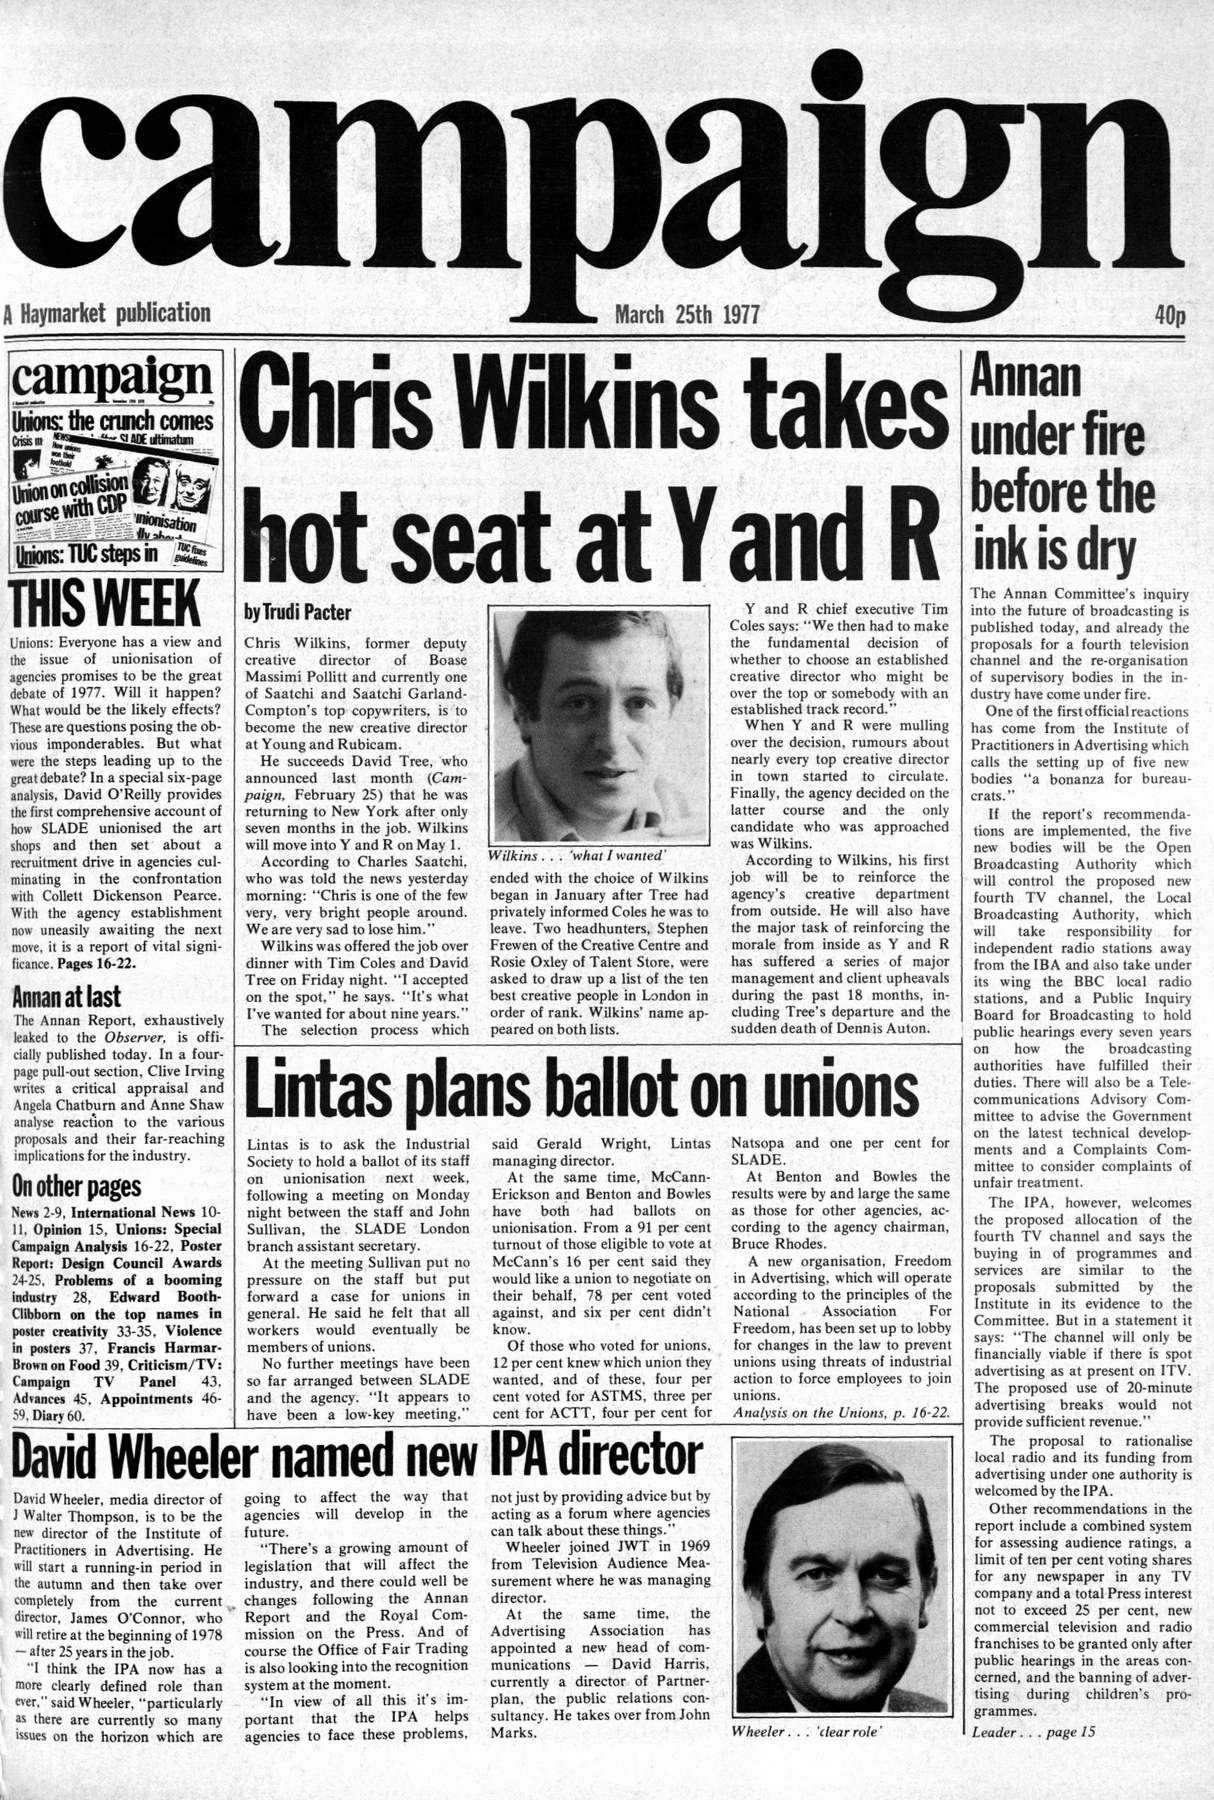 campaign
A Haymarket publication
March 25th 1977
40p
campaign
Unions: the crunch comes
Crisis in
SLADE ultimatum
NEWS
How unions
won their
foothold
Union on collision
course with CDP
unionisation
Unions: TUC steps in
TUC fixes
guidelines
THIS WEEK
Unions: Everyone has a view and
the issue of unionisation of
agencies promises to be the great
debate of 1977. Will it happen?
What would be the likely effects?
These are questions posing the ob-
vious imponderables. But what
were the steps leading up to the
great debate? In a special six-page
analysis, David O'Reilly provides
the first comprehensive account of
how SLADE unionised the art
shops and then set about a
recruitment drive in agencies cul-
minating in the confrontation
with Collett Dickenson Pearce.
With the agency establishment
now uneasily awaiting the next
move, it is a report of vital signi-
ficance. Pages 16-22.
Annan at last
The Annan Report, exhaustively
leaked to the Observer, is offi-
cially published today. In a four-
page pull-out section, Clive Irving
writes a critical appraisal and
Angela Chatburn and Anne Shaw
analyse reaction to the various
proposals and their far-reaching
implications for the industry.
On other pages
News 2-9, International News 10-
11, Opinion 15, Unions: Special
Campaign Analysis 16-22, Poster
Report: Design Council Awards
24-25, Problems of a booming
industry 28, Edward Booth-
Clibborn on the top names in
poster creativity 33-35, Violence
in posters 37, Francis Harmar-
Brown on Food 39, Criticism/TV:
Campaign TV Panel 43,
Advances 45, Appointments 46-
59, Diary 60.
Chris Wilkins takes
hot seat at Y and R
by Trudi Pacter
Chris Wilkins, former deputy
creative director of Boase
Massimi Pollitt and currently one
of Saatchi and Saatchi Garland-
Compton's top copywriters, is to
become the new creative director
at Young and Rubicam.
He succeeds David Tree, who
announced last month (Cam-
paign, February 25) that he was
returning to New York after only
seven months in the job. Wilkins
will move into Y and R on May 1.
According to Charles Saatchi,
who was told the news yesterday
morning: "Chris is one of the few
very, very bright people around.
We are very sad to lose him."
Wilkins was offered the job over
dinner with Tim Coles and David
Tree on Friday night. "I accepted
on the spot," he says. "It's what
I've wanted for about nine years."
The selection process which
Wilkins . . . 'what I wanted'
ended with the choice of Wilkins
began in January after Tree had
privately informed Coles he was to
leave. Two headhunters, Stephen
Frewen of the Creative Centre and
Rosie Oxley of Talent Store, were
asked to draw up a list of the ten
best creative people in London in
order of rank. Wilkins' name ap-
peared on both lists.
Y and R chief executive Tim
Coles says: "We then had to make
the fundamental decision of
whether to choose an established
creative director who might be
over the top or somebody with an
established track record."
When Y and R were mulling
over the decision, rumours about
nearly every top creative director
in town started to circulate.
Finally, the agency decided on the
latter course and the only
candidate who was approached
was Wilkins.
According to Wilkins, his first
job will be to reinforce the
agency's creative department
from outside. He will also have
the major task of reinforcing the
morale from inside as Y and R
has suffered a series of major
management and client upheavals
during the past 18 months, in-
cluding Tree's departure and the
sudden death of Dennis Auton.
Lintas plans ballot on unions
Lintas is to ask the Industrial
Society to hold a ballot of its staff
on unionisation next week,
following a meeting on Monday
night between the staff and John
Sullivan, the SLADE London
branch assistant secretary.
At the meeting Sullivan put no
pressure on the staff but put
forward a case for unions in
general. He said he felt that all
workers would eventually be
members of unions.
No further meetings have been
so far arranged between SLADE
and the agency. "It appears to
have been a low-key meeting,"
said Gerald Wright, Lintas
managing director.
At the same time, McCann-
Erickson and Benton and Bowles
have both had ballots on
unionisation. From a 91 per cent
turnout of those eligible to vote at
McCann's 16 per cent said they
would like a union to negotiate on
their behalf, 78 per cent voted
against, and six per cent didn't
know.
Of those who voted for unions,
12 per cent knew which union they
wanted, and of these, four per
cent voted for ASTMS, three per
cent for ACTT, four per cent for
Natsopa and one per cent for
SLADE.
At Benton and Bowles the
results were by and large the same
as those for other agencies, ac-
cording to the agency chairman,
Bruce Rhodes.
A new organisation, Freedom
in Advertising, which will operate
according to the principles of the
National Association For
Freedom, has been set up to lobby
for changes in the law to prevent
unions using threats of industrial
action to force employees to join
unions.
Analysis on the Unions, p. 16-22.
David Wheeler named new IPA director
David Wheeler, media director of
J Walter Thompson, is to be the
new director of the Institute of
Practitioners in Advertising. He
will start a running-in period in
the autumn and then take over
completely from the current
director, James O'Connor, who
will retire at the beginning of 1978
— after 25 years in the job.
"I think the IPA now has a
more clearly defined role than
ever," said Wheeler, "particularly
as there are currently so many
issues on the horizon which are
going to affect the way that
agencies will develop in the
future.
"There's a growing amount of
legislation that will affect the
industry, and there could well be
changes following the Annan
Report and the Royal Com-
mission on the Press. And of
course the Office of Fair Trading
is also looking into the recognition
system at the moment.
"In view of all this it's im-
portant that the IPA helps
agencies to face these problems,
not just by providing advice but by
acting as a forum where agencies
can talk about these things."
Wheeler joined JWT in 1969
from Television Audience Mea-
surement where he was managing
director.
At the same time, the
Advertising Association has
appointed a new head of com-
munications — David Harris,
currently a director of Partner-
plan, the public relations con-
sultancy. He takes over from John
Marks.
Wheeler . . . 'clear role'
Annan
under fire
before the
ink is dry
The Annan Committee's inquiry
into the future of broadcasting is
published today, and already the
proposals for a fourth television
channel and the re-organisation
of supervisory bodies in the in-
dustry have come under fire.
One of the first official reactions
has come from the Institute of
Practitioners in Advertising which
calls the setting up of five new
bodies "a bonanza for bureau-
crats."
If the report's recommenda-
tions are implemented, the five
new bodies will be the Open
Broadcasting Authority which
will control the proposed new
fourth TV channel, the Local
Broadcasting Authority, which
will take responsibility for
independent radio stations away
from the IBA and also take under
its wing the BBC local radio
stations, and a Public Inquiry
Board for Broadcasting to hold
public hearings every seven years
on how the broadcasting
authorities have fulfilled their
duties. There will also be a Tele-
communications Advisory Com-
mittee to advise the Government
on the latest technical develop-
ments and a Complaints Com-
mittee to consider complaints of
unfair treatment.
The IPA, however, welcomes
the proposed allocation of the
fourth TV channel and says the
buying in of programmes and
services are similar to the
proposals submitted by the
Institute in its evidence to the
Committee. But in a statement it
says: "The channel will only be
financially viable if there is spot
advertising as at present on ITV.
The proposed use of 20-minute
advertising breaks would not
provide sufficient revenue."
The proposal to rationalise
local radio and its funding from
advertising under one authority is
welcomed by the IPA.
Other recommendations in the
report include a combined system
for assessing audience ratings, a
limit of ten per cent voting shares
for any newspaper in any TV
company and a total Press interest
not to exceed 25 per cent, new
commercial television and radio
franchises to be granted only after
public hearings in the areas con-
cerned, and the banning of adver-
tising during children's pro-
grammes.
Leader . . . page 15